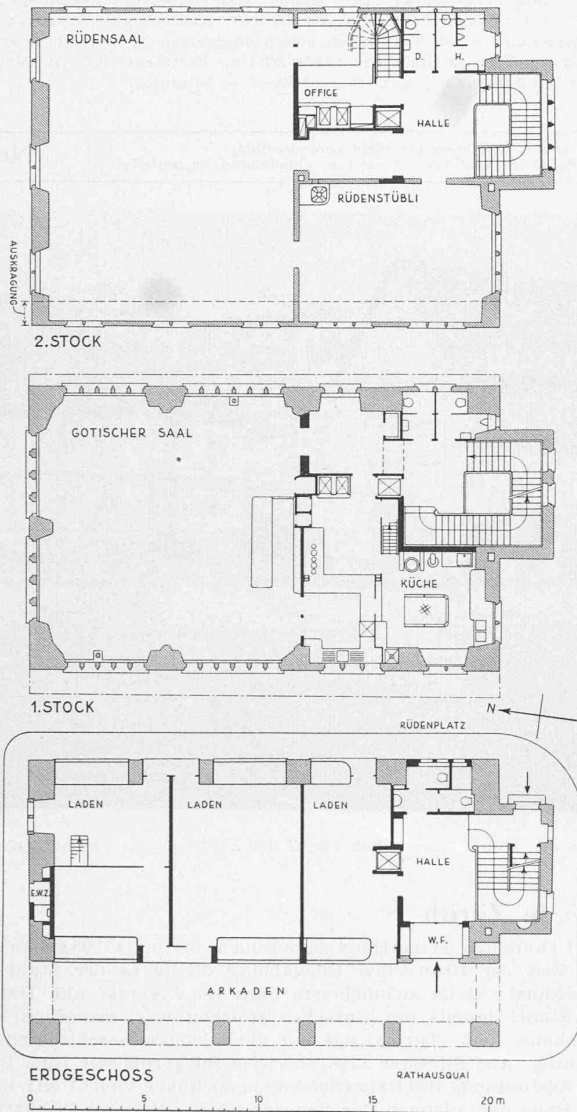 RÜDENSAAL
D. H.
OFFICE
HALLE
RÜDENSTÜBLI
AUSKRAGUNG
2.STOCK
GOTISCHER SAAL
KÜCHE
1.STOCK
N
RÜDENPLATZ
LADEN LADEN LADEN
E.W.Z.
HALLE
W.F.
ARKADEN
ERDGESCHOSS
RATHAUSQUAI
0 5 10 15 20 m